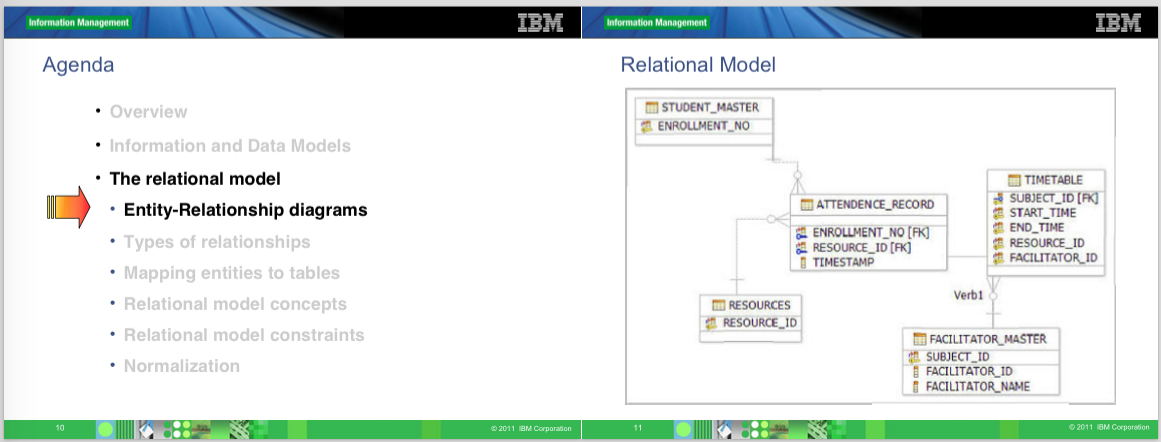 Information Management
IBM
Agenda
• Overview
• Information and Data Models
• The relational model
• Entity-Relationship diagrams
• Types of relationships
• Mapping entities to tables
• Relational model concepts
• Relational model constraints
• Normalization
10
© 2011 IBM Corporation
Information Management
IBM
Relational Model
STUDENT_MASTER
ENROLLMENT_NO
ATTENDENCE_RECORD
ENROLLMENT_NO [FK]
RESOURCE_ID [FK]
TIMESTAMP
TIMETABLE
SUBJECT_ID [FK]
START_TIME
END_TIME
RESOURCE_ID
FACILITATOR_ID
RESOURCES
RESOURCE_ID
Verb1
FACILITATOR_MASTER
SUBJECT_ID
FACILITATOR_ID
FACILITATOR_NAME
11
© 2011 IBM Corporation